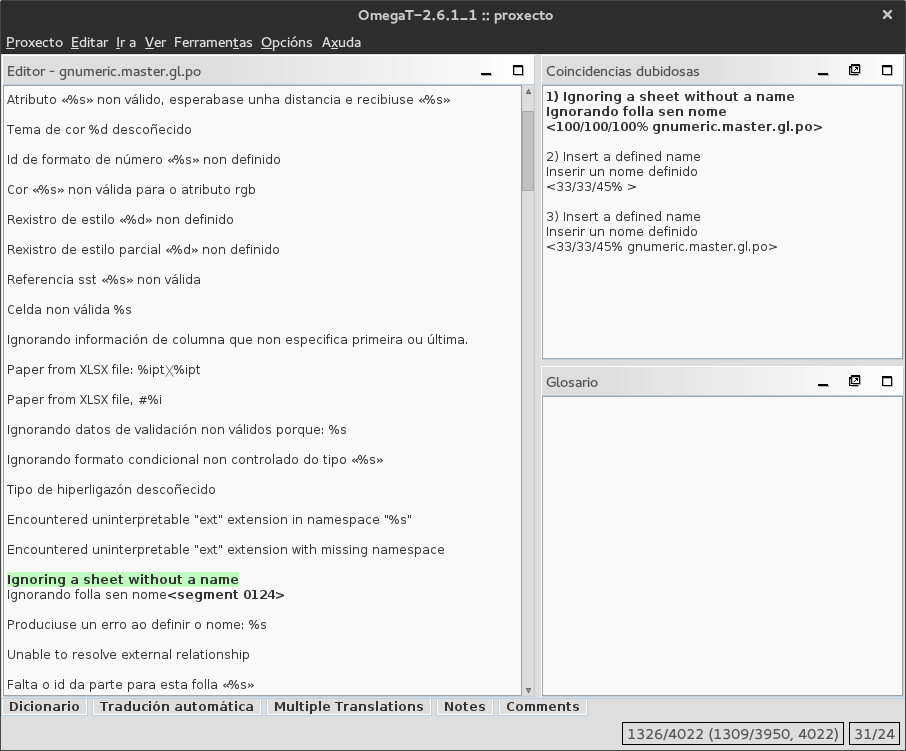 OmegaT-2.6.1_1 :: proxecto
Proxecto Editar Ir a Ver Ferramentas Opcións Axuda
Editor - gnumeric.master.gl.po
Atributo «%s» non válido, esperabase unha distancia e recibiuse «%s»
Tema de cor %d descoñecido
Id de formato de número «%s» non definido
Cor «%s» non válida para o atributo rgb
Rexistro de estilo «%d» non definido
Rexistro de estilo parcial «%d» non definido
Referencia sst «%s» non válida
Celda non válida %s
Ignorando información de columna que non especifica primeira ou última.
Paper from XLSX file: %ipt╳%ipt
Paper from XLSX file, #%i
Ignorando datos de validación non válidos porque: %s
Ignorando formato condicional non controlado do tipo «%s»
Tipo de hiperligazón descoñecido
Encountered uninterpretable "ext" extension in namespace "%s"
Encountered uninterpretable "ext" extension with missing namespace
Ignoring a sheet without a name
Ignorando folla sen nome<segment 0124>
Produciuse un erro ao definir o nome: %s
Unable to resolve external relationship
Falta o id da parte para esta folla «%s»
Coincidencias dubidosas
1) Ignoring a sheet without a name
Ignorando folla sen nome
<100/100/100% gnumeric.master.gl.po>
2) Insert a defined name
Inserir un nome definido
<33/33/45% >
3) Insert a defined name
Inserir un nome definido
<33/33/45% gnumeric.master.gl.po>
Glosario
Dicionario Tradución automática Multiple Translations Notes Comments
1326/4022 (1309/3950, 4022) 31/24